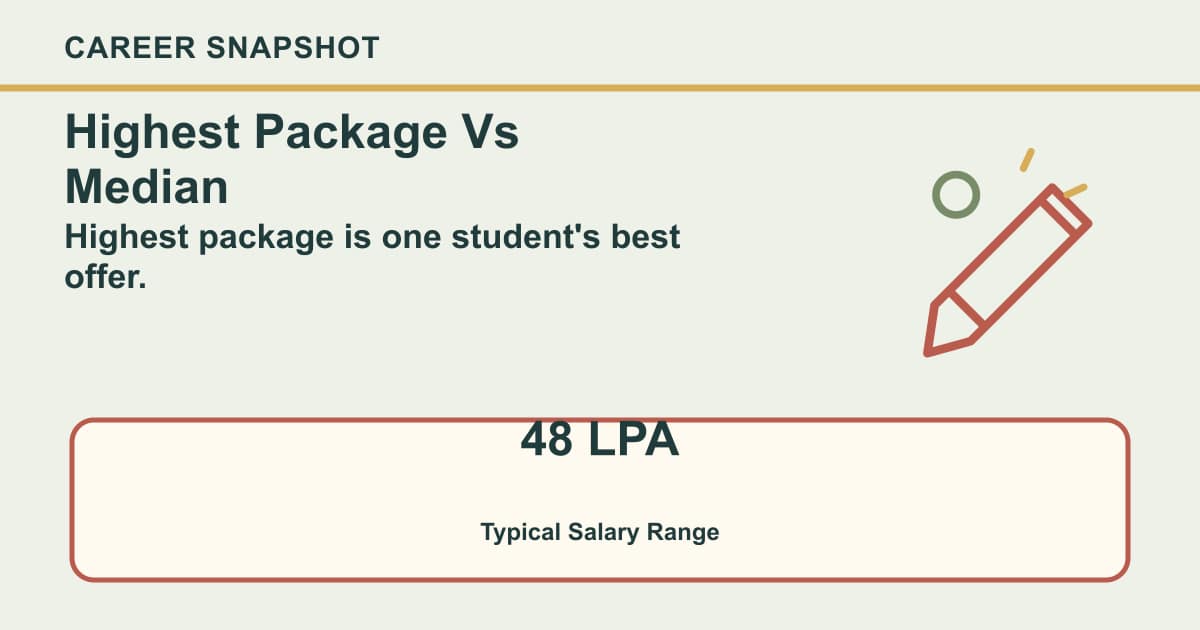 CAREER SNAPSHOT
Highest Package Vs
Median
Highest package is one student's best
offer.
48 LPA
Typical Salary Range